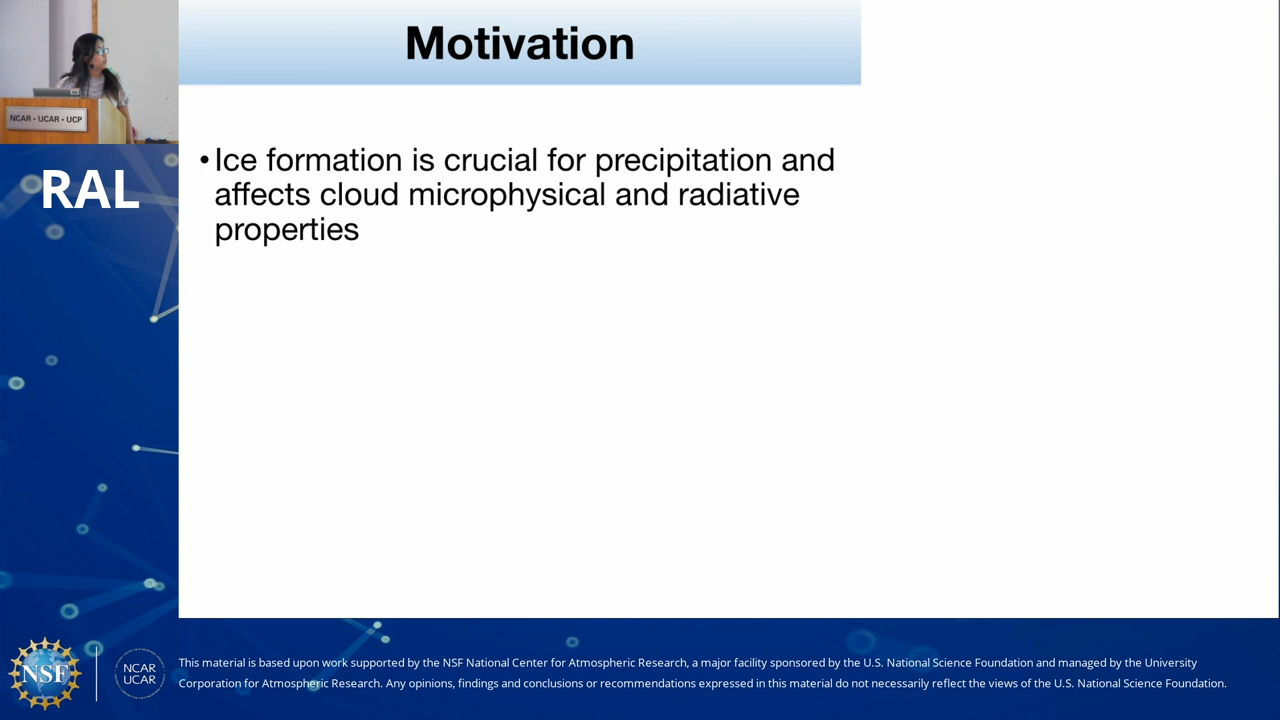 Motivation
NCAR • UCAR • UCP
RAL
• Ice formation is crucial for precipitation and
affects cloud microphysical and radiative
properties
NSF
NCAR
UCAR
This material is based upon work supported by the NSF National Center for Atmospheric Research, a major facility sponsored by the U.S. National Science Foundation and managed by the University
Corporation for Atmospheric Research. Any opinions, findings and conclusions or recommendations expressed in this material do not necessarily reflect the views of the U.S. National Science Foundation.